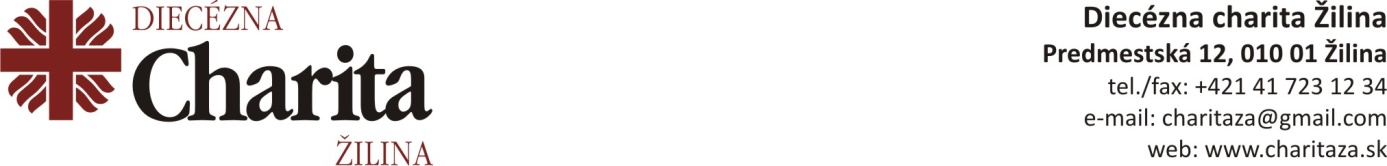 DIECÉZNA
Charita
ŽILINA
Diecézna charita Žilina
Predmestská 12, 010 01 Žilina
tel./fax: +421 41 723 12 34
e-mail: charitaza@gmail.com
web: www.charitaza.sk